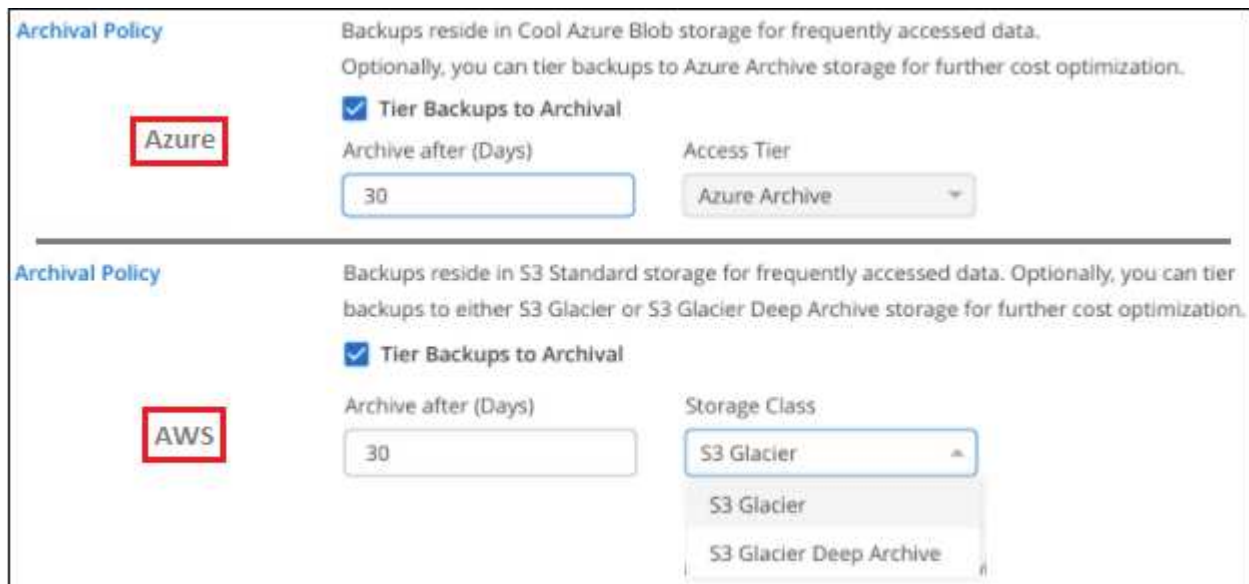 Archival Policy
Backups reside in Cool Azure Blob storage for frequently accessed data.
Optionally, you can tier backups to Azure Archive storage for further cost optimization.
Tier Backups to Archival
Azure
Archive after (Days)
Access Tier
30
Azure Archive
Archival Policy
Backups reside in S3 Standard storage for frequently accessed data. Optionally, you can tier
backups to either S3 Glacier or S3 Glacier Deep Archive storage for further cost optimization.
Tier Backups to Archival
Archive after (Days)
Storage Class
AWS
30
S3 Glacier
S3 Glacier
S3 Glacier Deep Archive